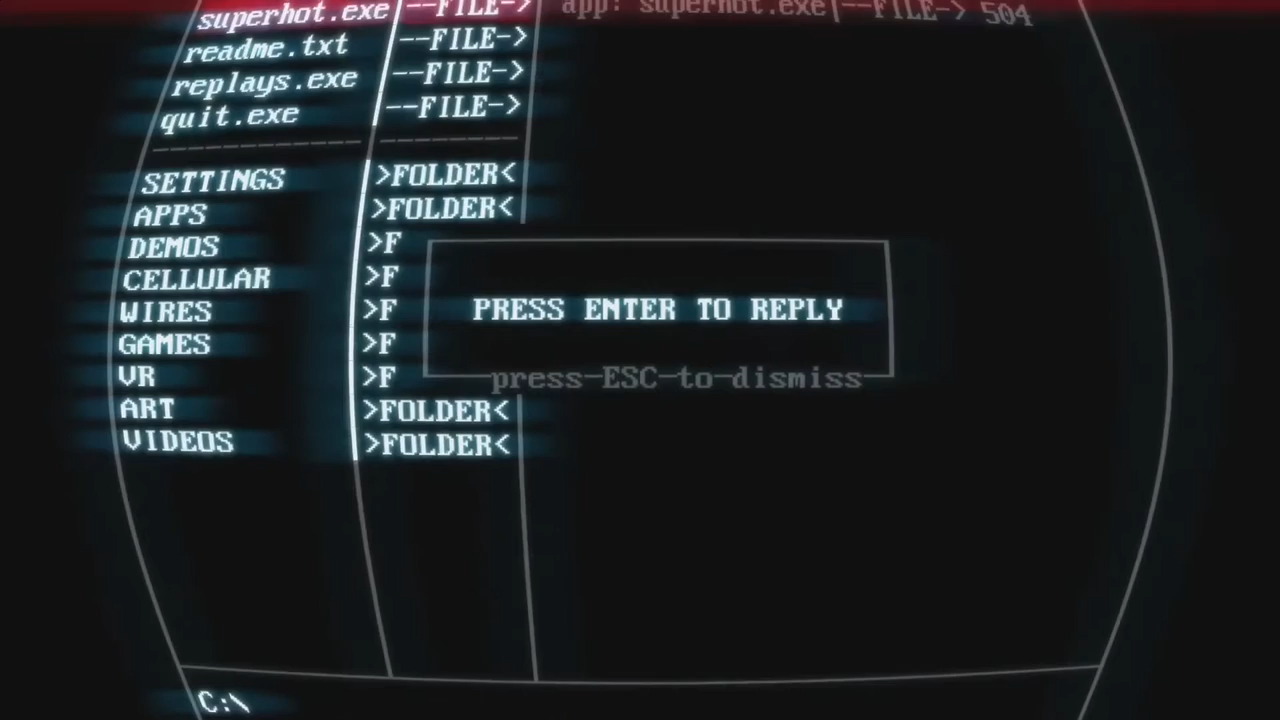 superhot.exe --FILE-> app: superhot.exe --FILE-> 504
readme.txt --FILE->
replays.exe --FILE->
quit.exe --FILE->
SETTINGS >FOLDER<
APPS >FOLDER<
DEMOS >F
CELLULAR >F
WIRES >F
PRESS ENTER TO REPLY
GAMES >F
VR >F
press-ESC-to-dismiss
ART >FOLDER<
VIDEOS >FOLDER<
C:\